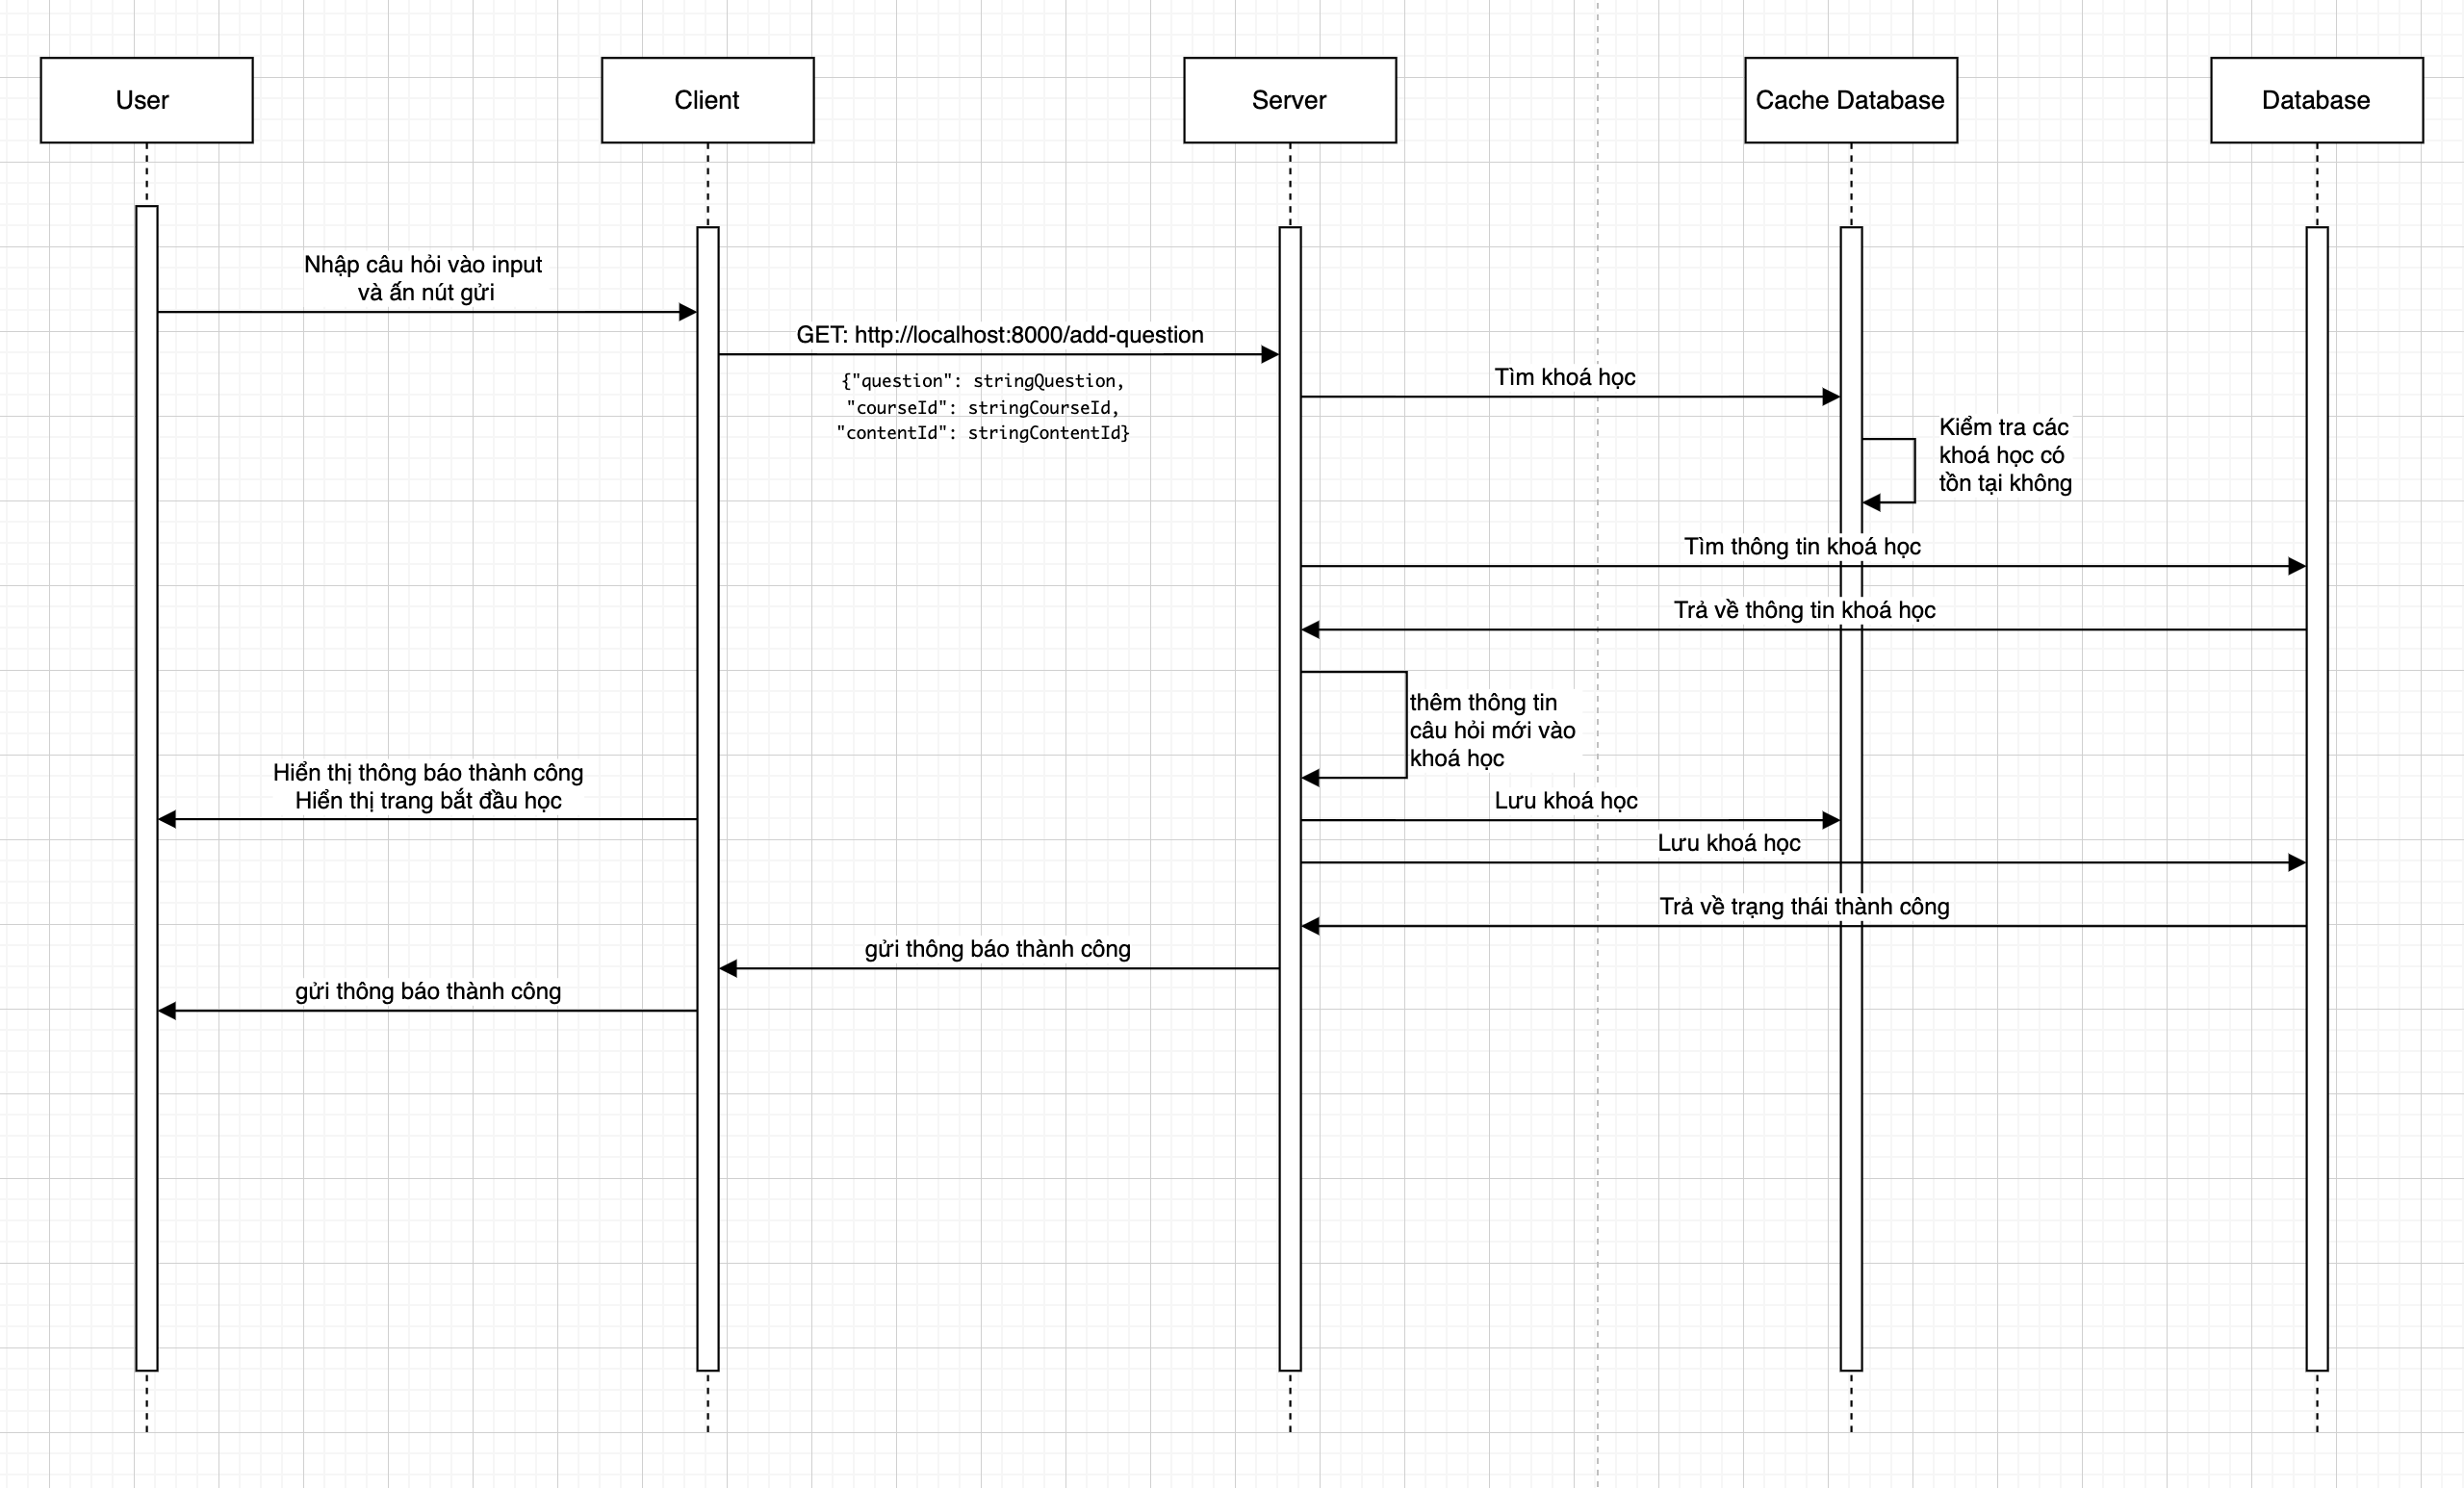 User
Client
Server
Cache Database
Database
Nhập câu hỏi vào input
và ấn nút gửi
GET: http://localhost:8000/add-question
{"question": stringQuestion,
"courseId": stringCourseId,
"contentId": stringContentId}
Tìm khoá học
Kiểm tra các
khoá học có
tồn tại không
Tìm thông tin khoá học
Trả về thông tin khoá học
thêm thông tin
câu hỏi mới vào
khoá học
Hiển thị thông báo thành công
Hiển thị trang bắt đầu học
Lưu khoá học
Lưu khoá học
Trả về trạng thái thành công
gửi thông báo thành công
gửi thông báo thành công